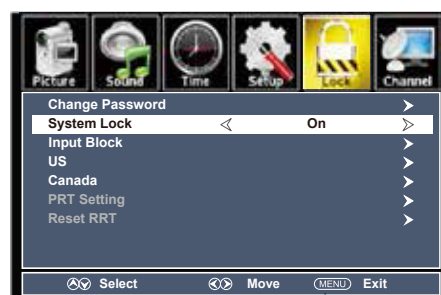 Picture Sound Time Setup Lock Channel
Change Password
System Lock On
Input Block
US
Canada
PRT Setting
Reset RRT
Select Move MENU Exit